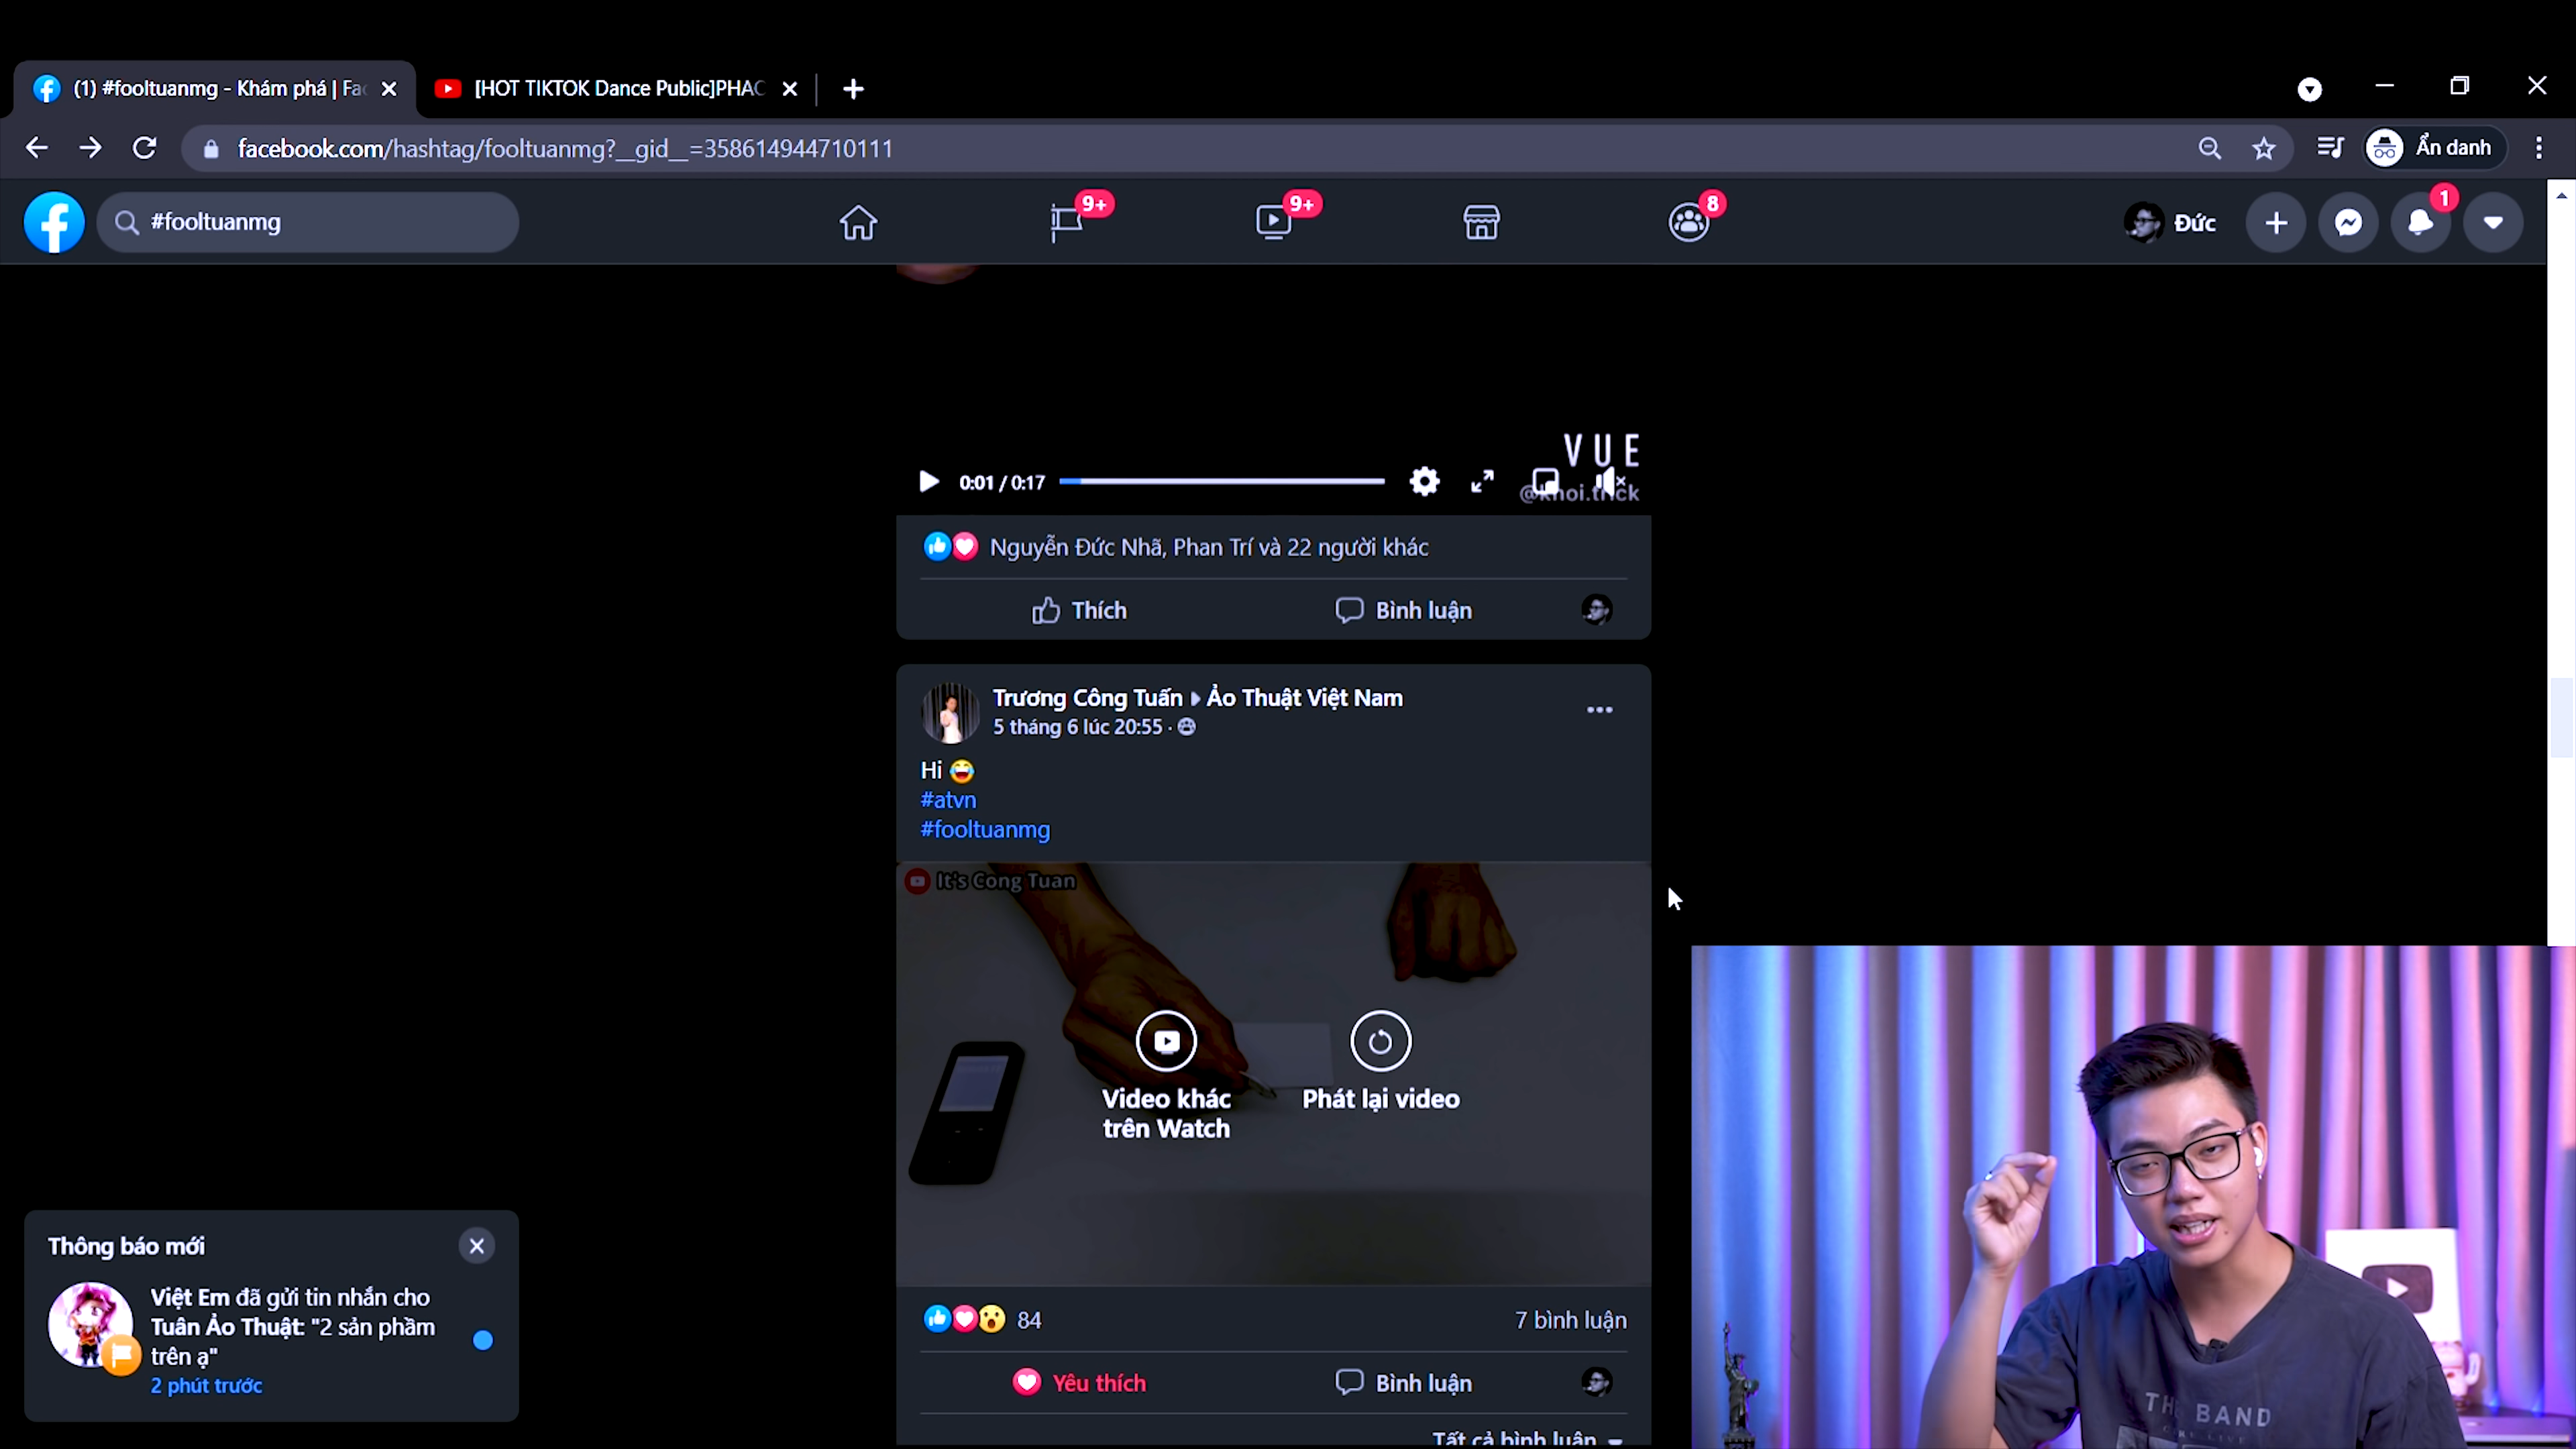 (1) #fooltuanmg - Khám phá | Fa
[HOT TIKTOK Dance Public]PHAO
facebook.com/hashtag/fooltuanmg?__gid__=358614944710111
Ẩn danh
#fooltuanmg
9+
9+
8
Đức
1
VUE
0:01 / 0:17
@khoi.trick
Nguyễn Đức Nhã, Phan Trí và 22 người khác
Thích
Bình luận
Trương Công Tuấn ▸ Ảo Thuật Việt Nam
5 tháng 6 lúc 20:55 ·
Hi 😂
#atvn
#fooltuanmg
It's Cong Tuan
Video khác
trên Watch
Phát lại video
84
7 bình luận
Yêu thích
Bình luận
Tất cả bình luận
Thông báo mới
Việt Em đã gửi tin nhắn cho
Tuân Ảo Thuật: "2 sản phầm
trên ạ"
2 phút trước
THE BAND